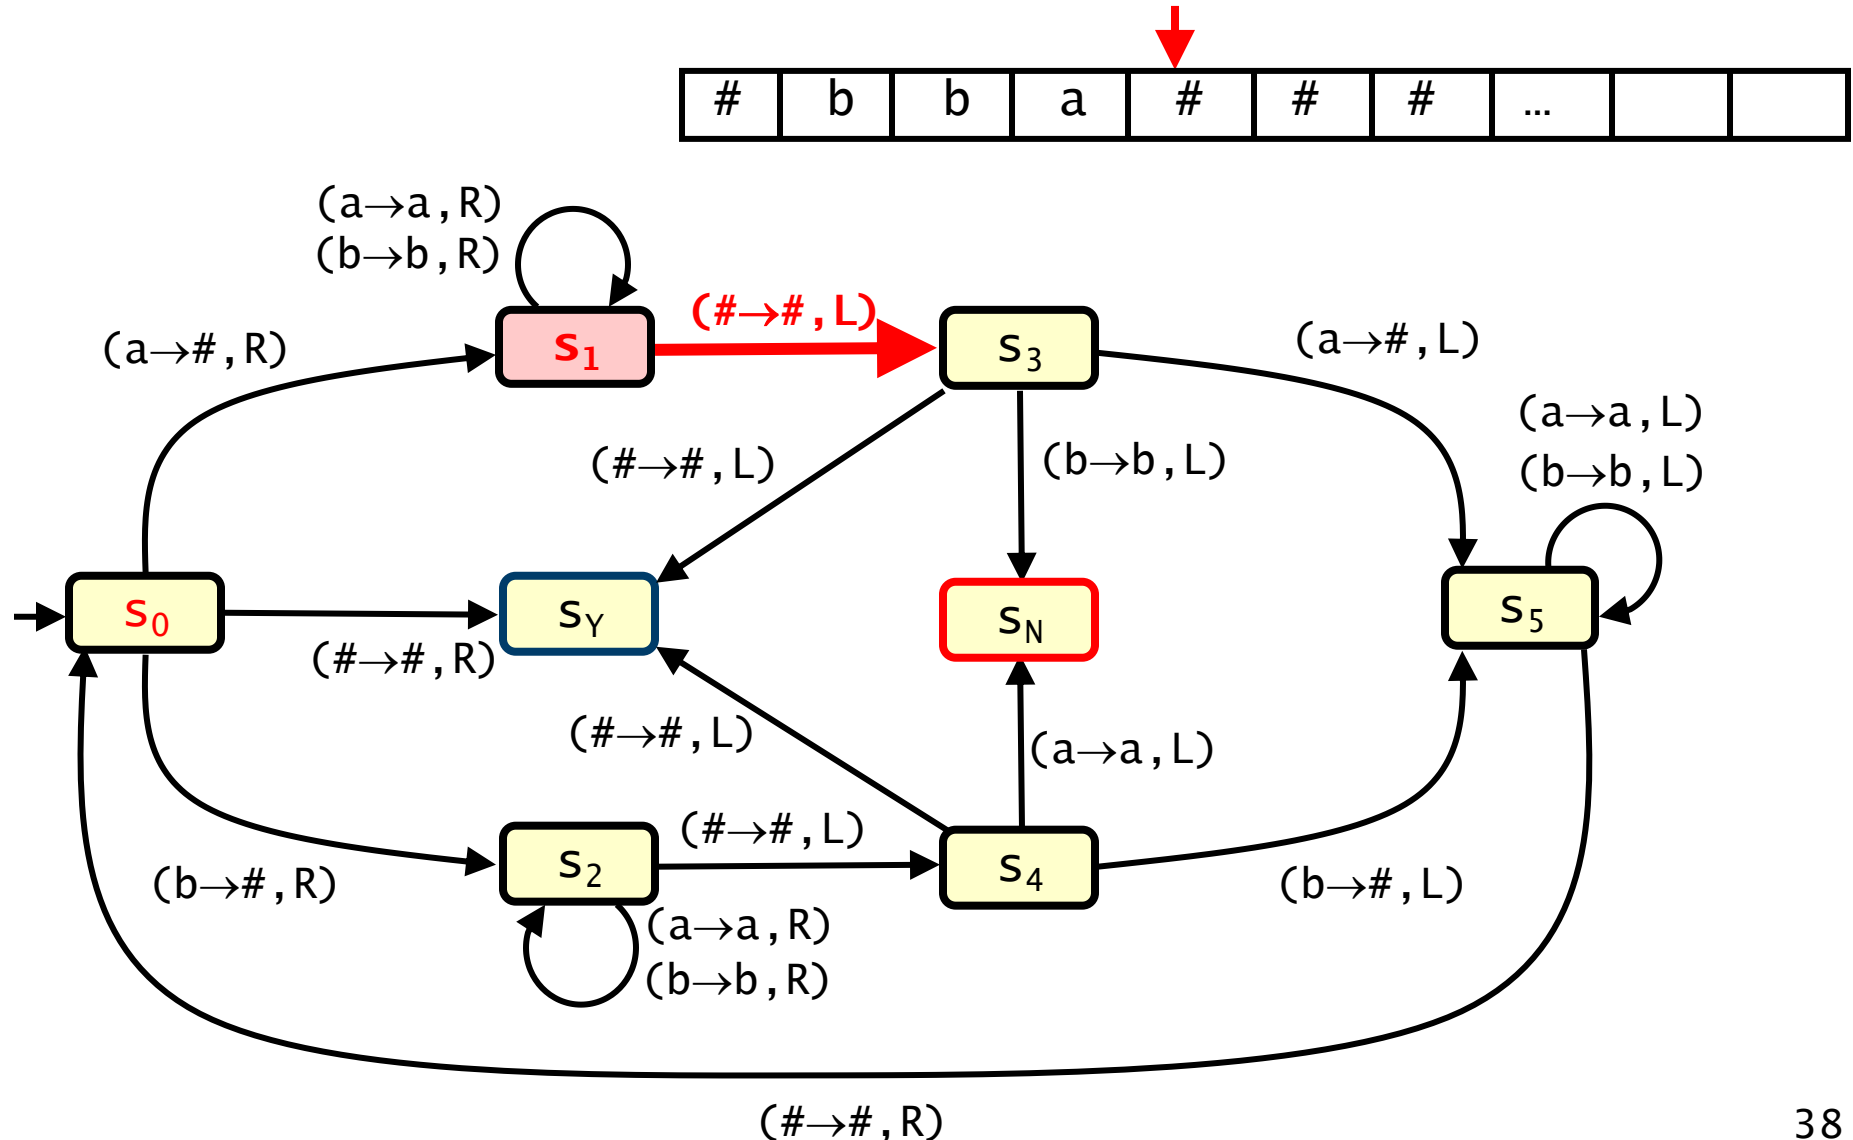 # b b a # # # ...
(a→a,R)
(b→b,R)
(#→#,L)
(a→#,R)
s1
s3
(a→#,L)
(a→a,L)
(b→b,L)
(#→#,L)
(b→b,L)
s0
sY
sN
s5
(#→#,R)
(#→#,L)
(a→a,L)
(b→#,R)
s2
(#→#,L)
s4
(b→#,L)
(a→a,R)
(b→b,R)
(#→#,R)
38